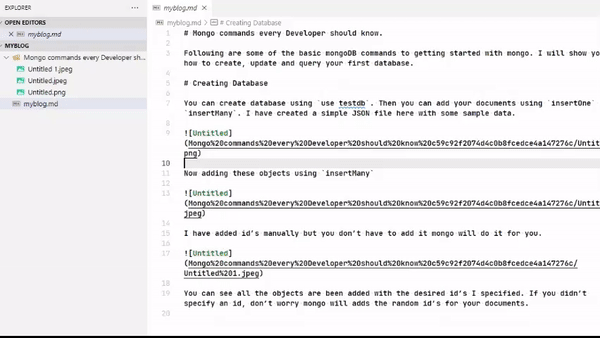 EXPLORER
OPEN EDITORS
myblog.md
MYBLOG
Mongo commands every Developer sh...
Untitled 1.jpeg
Untitled.jpeg
Untitled.png
myblog.md
myblog.md ×
myblog.md > # Creating Database
1 # Mongo commands every Developer should know.
2
3 Following are some of the basic mongoDB commands to getting started with mongo. I will show yo
how to create, update and query your first database.
4
5 # Creating Database
6
7 You can create database using `use testdb`. Then you can add your documents using `insertOne`
`insertMany`. I have created a simple JSON file here with some sample data.
8
9 ![Untitled]
(Mongo%20commands%20every%20Developer%20should%20know%20c59c92f2074d4c0b8fcedce4a147276c/Untit
png)
10
11 Now adding these objects using `insertMany`
12
13 ![Untitled]
(Mongo%20commands%20every%20Developer%20should%20know%20c59c92f2074d4c0b8fcedce4a147276c/Untit
jpeg)
14
15 I have added id's manually but you don't have to add it mongo will do it for you.
16
17 ![Untitled]
(Mongo%20commands%20every%20Developer%20should%20know%20c59c92f2074d4c0b8fcedce4a147276c/
Untitled%201.jpeg)
18
19 You can see all the objects are been added with the desired id's I specified. If you didn't
specify an id, don't worry mongo will adds the random id's for your documents.
20